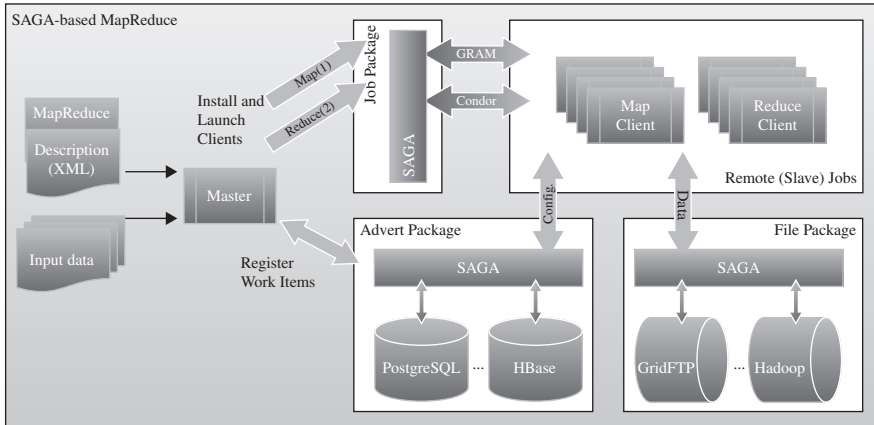 SAGA-based MapReduce
MapReduce
Description
(XML)
Input data
Master
Install and
Launch
Clients
Map(1)
Reduce(2)
Register
Work Items
Job Package
SAGA
GRAM
Condor
Map
Client
Reduce
Client
Remote (Slave) Jobs
Config.
Data
Advert Package
SAGA
PostgreSQL
...
HBase
File Package
SAGA
GridFTP
...
Hadoop